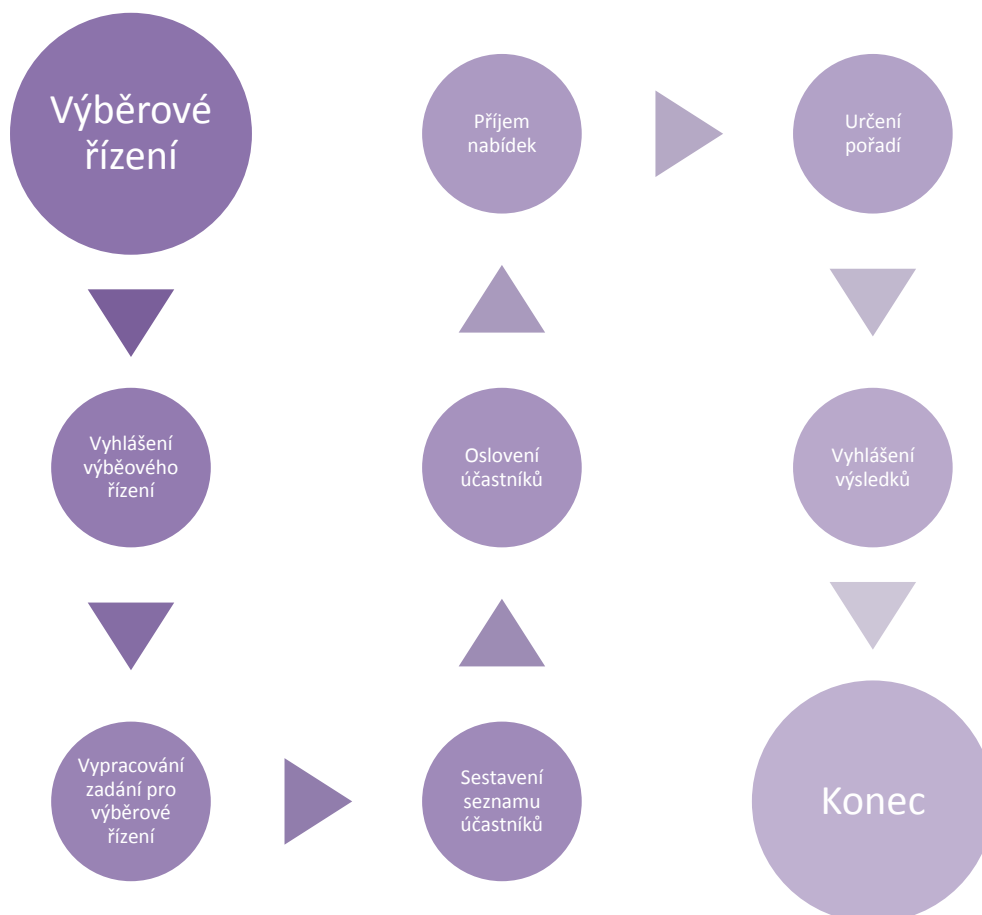 Výběrové
řízení
Vyhlášení
výběového
řízení
Vypracování
zadání pro
výběrové
řízení
Sestavení
seznamu
účastníků
Oslovení
účastníků
Příjem
nabídek
Určení
pořadí
Vyhlášení
výsledků
Konec